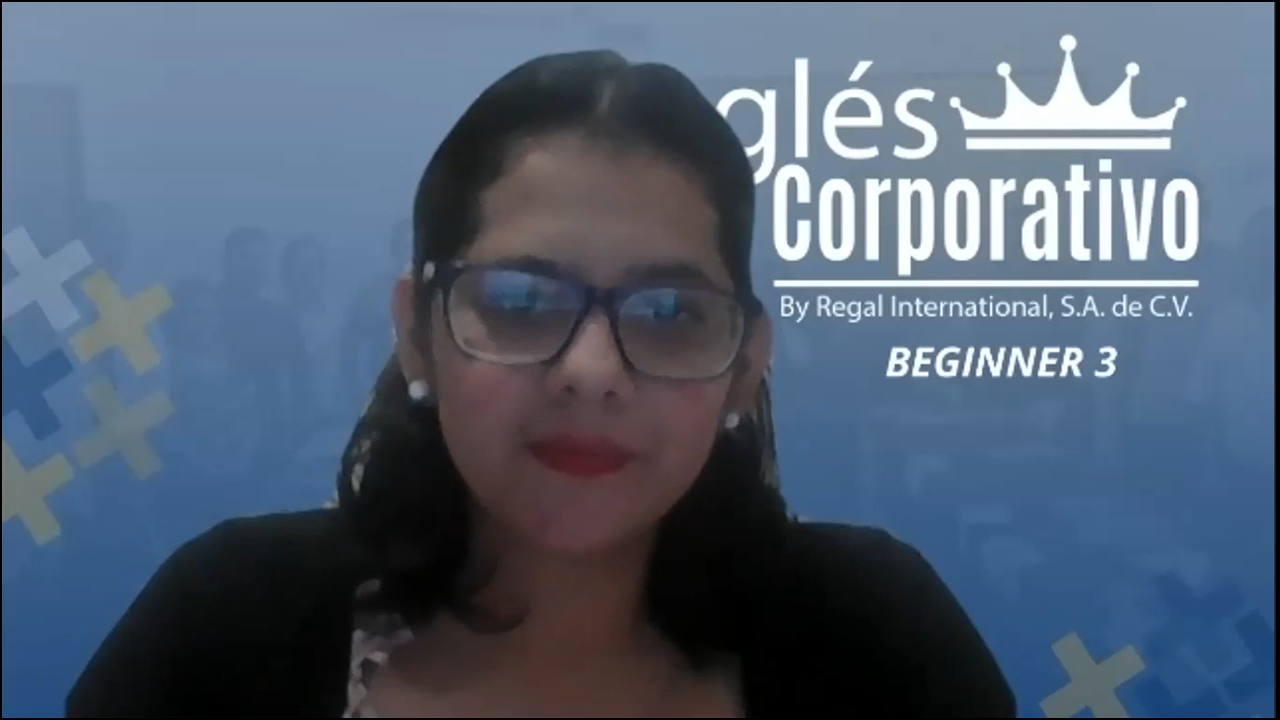 glés
Corporativo
By Regal International, S.A. de C.V.
BEGINNER 3